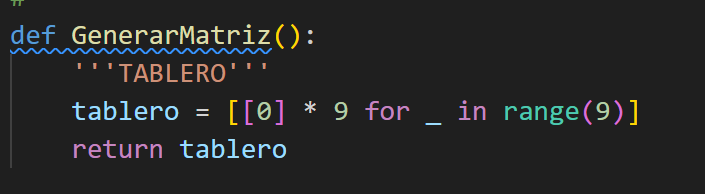 #
def GenerarMatriz():
    '''TABLERO'''
    tablero = [[0] * 9 for _ in range(9)]
    return tablero